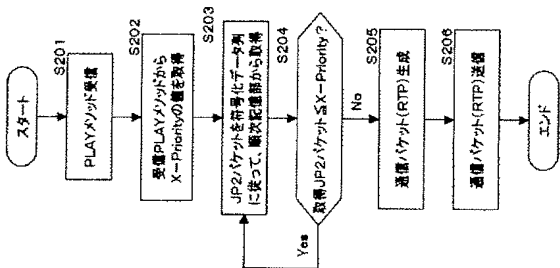 スタート
S201
PLAYメソッド受信
S202
受信PLAYメソッドから
X-Priorityの値を取得
S203
JP2パケットを符号化データ列
に従って、順次記憶部から取得
S204
取得JP2パケット≦X-Priority?
Yes
No
S205
通信パケット(RTP)生成
S206
通信パケット(RTP)送信
エンド